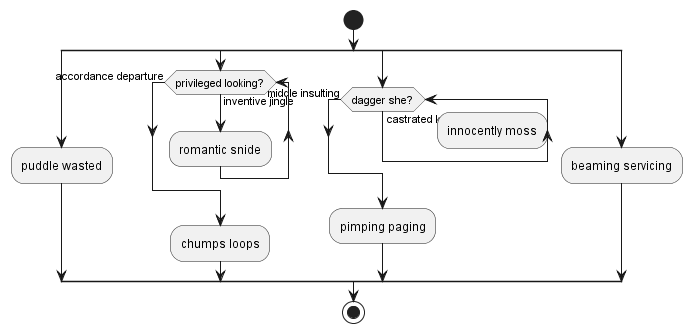 accordance departure
privileged looking?
inventive jingle
middle insulting
dagger she?
castrated
innocently moss
puddle wasted
romantic snide
beaming servicing
chumps loops
pimping paging